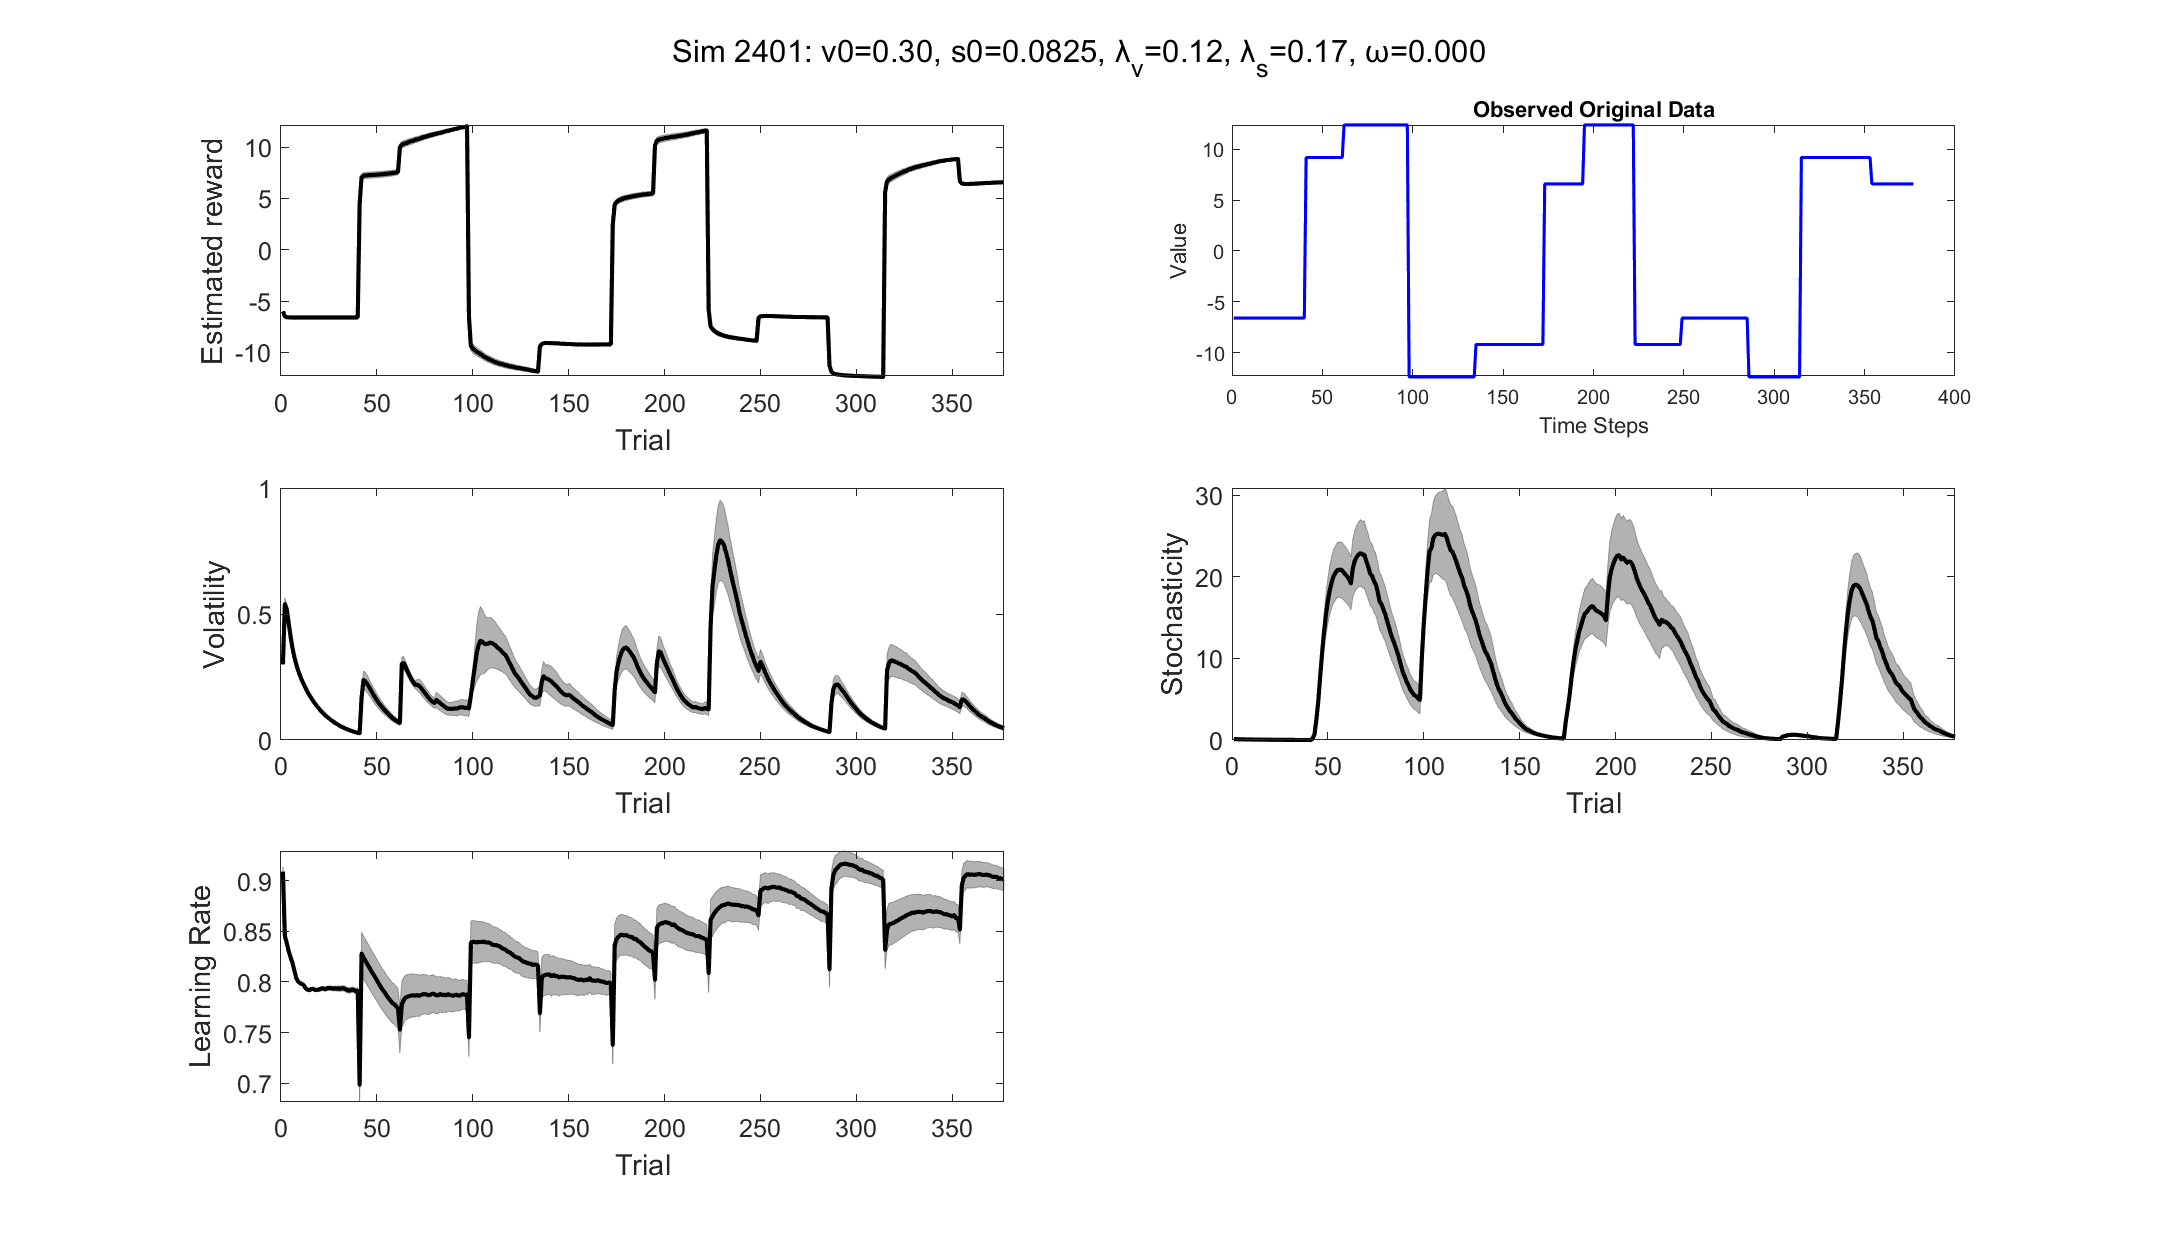 Sim 2401: v0=0.30, s0=0.0825, λ_v=0.12, λ_s=0.17, ω=0.000
Estimated reward
10
5
0
-5
-10
0 50 100 150 200 250 300 350
Trial
Observed Original Data
Value
10
5
0
-5
-10
0 50 100 150 200 250 300 350 400
Time Steps
Volatility
1
0.5
0
0 50 100 150 200 250 300 350
Trial
Stochasticity
30
20
10
0
0 50 100 150 200 250 300 350
Trial
Learning Rate
0.9
0.85
0.8
0.75
0.7
0 50 100 150 200 250 300 350
Trial